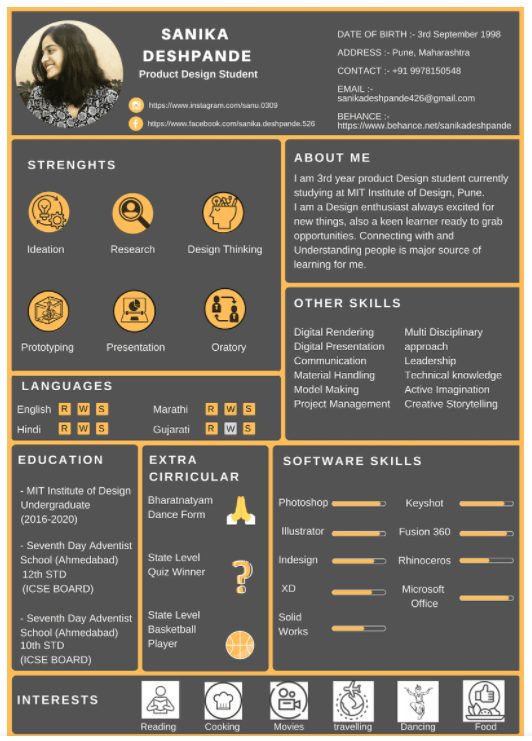 SANIKA
DESHPANDE
Product Design Student
https://www.instagram.com/sanu.0309
https://www.facebook.com/sanika.deshpande.526
DATE OF BIRTH :- 3rd September 1998
ADDRESS :- Pune, Maharashtra
CONTACT :- +91 9978150548
EMAIL :-
sanikadeshpande426@gmail.com
BEHANCE :-
https://www.behance.net/sanikadeshpande
STRENGHTS
Ideation
Research
Design Thinking
Prototyping
Presentation
Oratory
ABOUT ME
I am 3rd year product Design student currently
studying at MIT Institute of Design, Pune.
I am a Design enthusiast always excited for
new things, also a keen learner ready to grab
opportunities. Connecting with and
Understanding people is major source of
learning for me.
OTHER SKILLS
Digital Rendering
Digital Presentation
Communication
Material Handling
Model Making
Project Management
Multi Disciplinary
approach
Leadership
Technical knowledge
Active Imagination
Creative Storytelling
LANGUAGES
English R W S
Marathi R W S
Hindi R W S
Gujarati R W S
EDUCATION
- MIT Institute of Design
Undergraduate
(2016-2020)
- Seventh Day Adventist
School (Ahmedabad)
12th STD
(ICSE BOARD)
- Seventh Day Adventist
School (Ahmedabad)
10th STD
(ICSE BOARD)
EXTRA
CIRRICULAR
Bharatnatyam
Dance Form
State Level
Quiz Winner
State Level
Basketball
Player
SOFTWARE SKILLS
Photoshop
Illustrator
Indesign
XD
Solid
Works
Keyshot
Fusion 360
Rhinoceros
Microsoft
Office
INTERESTS
Reading
Cooking
Movies
travelling
Dancing
Food